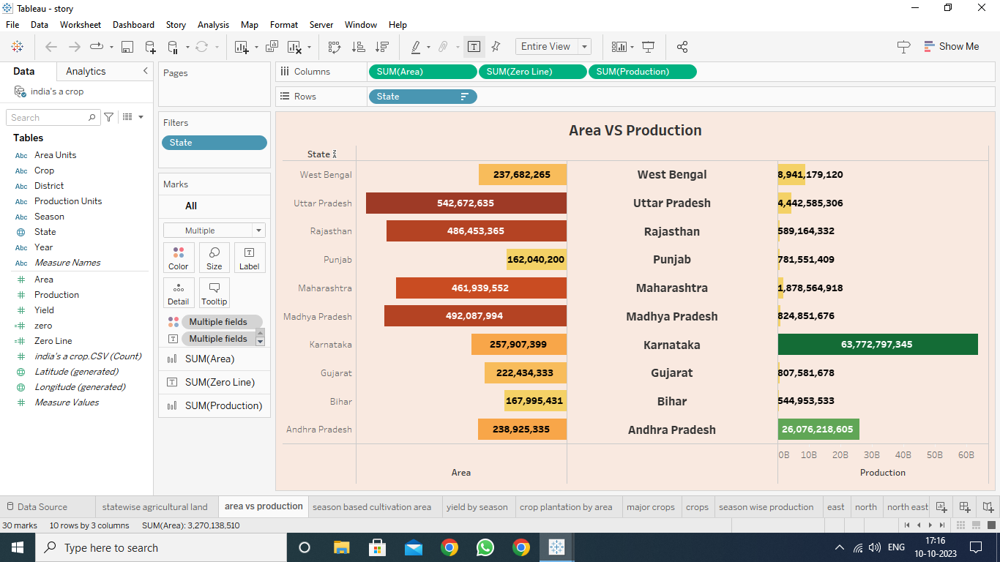 Tableau - story
File Data Worksheet Dashboard Story Analysis Map Format Server Window Help
Entire View
Show Me
Data Analytics
india's a crop
Search
Tables
Abc Area Units
Abc Crop
Abc District
Abc Production Units
Abc Season
State
Abc Year
Abc Measure Names
Area
Production
Yield
zero
Zero Line
india's a crop.CSV (Count)
Latitude (generated)
Longitude (generated)
Measure Values
Pages
Filters
State
Marks
All
Multiple
Color Size Label
Detail Tooltip
Multiple fields
Multiple fields
SUM(Area)
SUM(Zero Line)
SUM(Production)
Columns SUM(Area) SUM(Zero Line) SUM(Production)
Rows State
Area VS Production
State
West Bengal 237,682,265 West Bengal 8,941,179,120
Uttar Pradesh 542,672,635 Uttar Pradesh 4,442,585,306
Rajasthan 486,453,365 Rajasthan 589,164,332
Punjab 162,040,200 Punjab 781,551,409
Maharashtra 461,939,552 Maharashtra 1,878,564,918
Madhya Pradesh 492,087,994 Madhya Pradesh 824,851,676
Karnataka 257,907,399 Karnataka 63,772,797,345
Gujarat 222,434,333 Gujarat 807,581,678
Bihar 167,995,431 Bihar 544,953,533
Andhra Pradesh 238,925,335 Andhra Pradesh 26,076,218,605
0B 10B 20B 30B 40B 50B 60B
Area Production
Data Source statewise agricultural land area vs production season based cultivation area yield by season crop plantation by area major crops crops season wise production east north north east
30 marks 10 rows by 3 columns SUM(Area): 3,270,138,510
Type here to search
ENG
17:16
10-10-2023